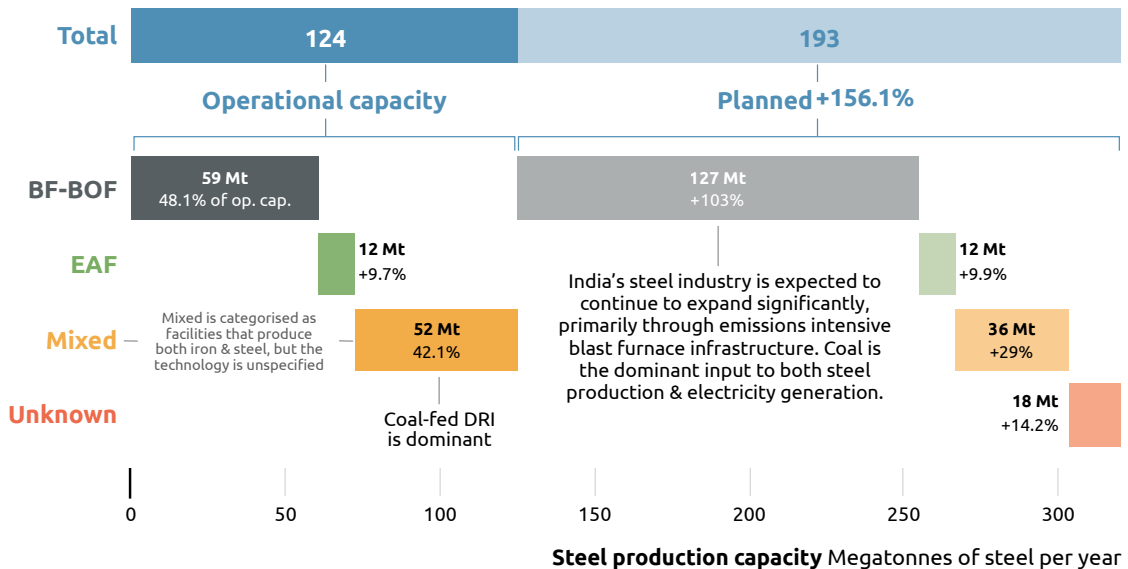 Total
124
193
Operational capacity
Planned +156.1%
BF-BOF
59 Mt
48.1% of op. cap.
127 Mt
+103%
EAF
12 Mt
+9.7%
12 Mt
+9.9%
India's steel industry is expected to
continue to expand significantly,
primarily through emissions intensive
blast furnace infrastructure. Coal is
the dominant input to both steel
production & electricity generation.
Mixed
Mixed is categorised as
facilities that produce
both iron & steel, but the
technology is unspecified
52 Mt
42.1%
36 Mt
+29%
Unknown
Coal-fed DRI
is dominant
18 Mt
+14.2%
0
50
100
150
200
250
300
Steel production capacity Megatonnes of steel per year